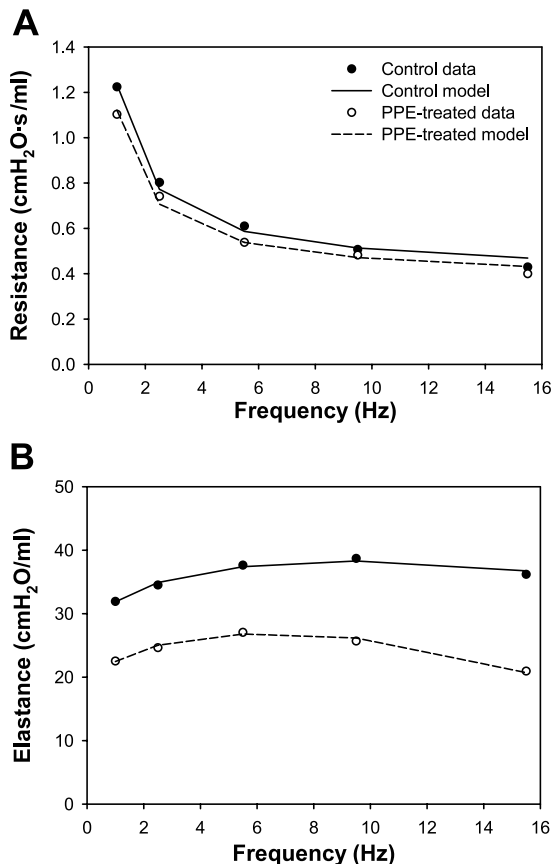 A
Resistance (cmH₂O·s/ml)
1.4
1.2
1.0
0.8
0.6
0.4
0.2
0.0
Control data
Control model
PPE-treated data
PPE-treated model
0 2 4 6 8 10 12 14 16
Frequency (Hz)
B
Elastance (cmH₂O/ml)
50
40
30
20
10
0
0 2 4 6 8 10 12 14 16
Frequency (Hz)